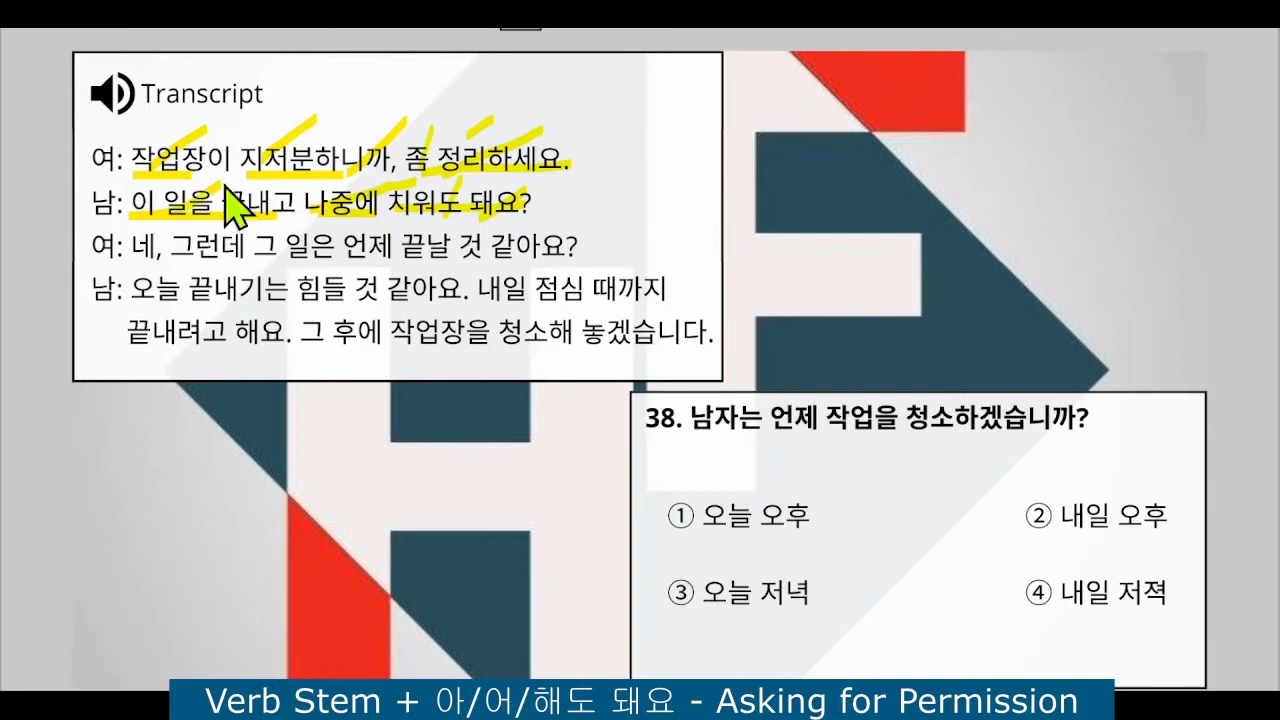 Transcript
여: 작업장이 지저분하니까, 좀 정리하세요.
남: 이 일을 끝내고 나중에 치워도 돼요?
여: 네, 그런데 그 일은 언제 끝날 것 같아요?
남: 오늘 끝내기는 힘들 것 같아요. 내일 점심 때까지
끝내려고 해요. 그 후에 작업장을 청소해 놓겠습니다.
38. 남자는 언제 작업을 청소하겠습니까?
① 오늘 오후
② 내일 오후
③ 오늘 저녁
④ 내일 저젹
Verb Stem + 아/어/해도 돼요 - Asking for Permission